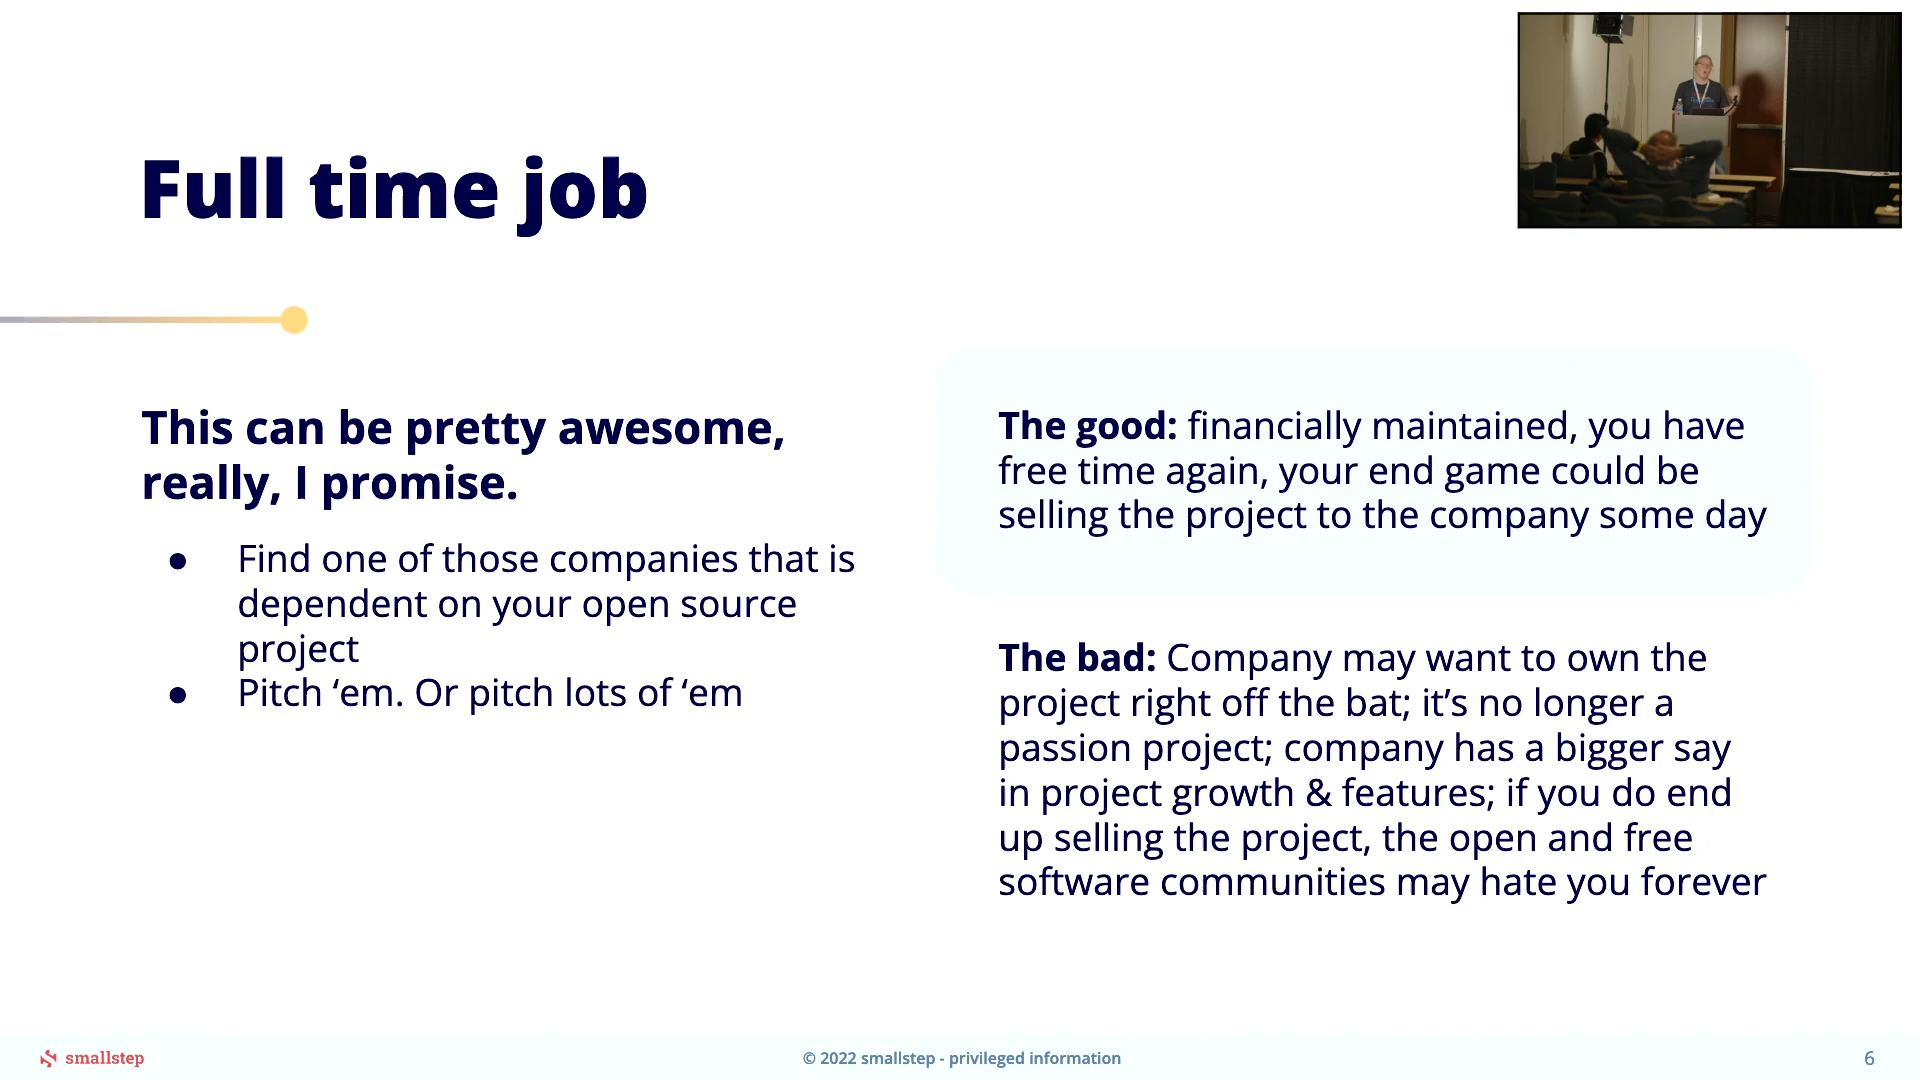 Full time job
This can be pretty awesome,
really, I promise.
● Find one of those companies that is
dependent on your open source
project
● Pitch ‘em. Or pitch lots of ‘em
The good: financially maintained, you have
free time again, your end game could be
selling the project to the company some day
The bad: Company may want to own the
project right off the bat; it’s no longer a
passion project; company has a bigger say
in project growth & features; if you do end
up selling the project, the open and free
software communities may hate you forever
smallstep
© 2022 smallstep - privileged information
6